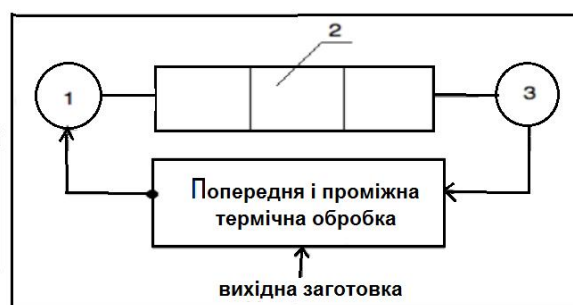 2
1
3
Попередня і проміжна
термічна обробка
вихідна заготовка